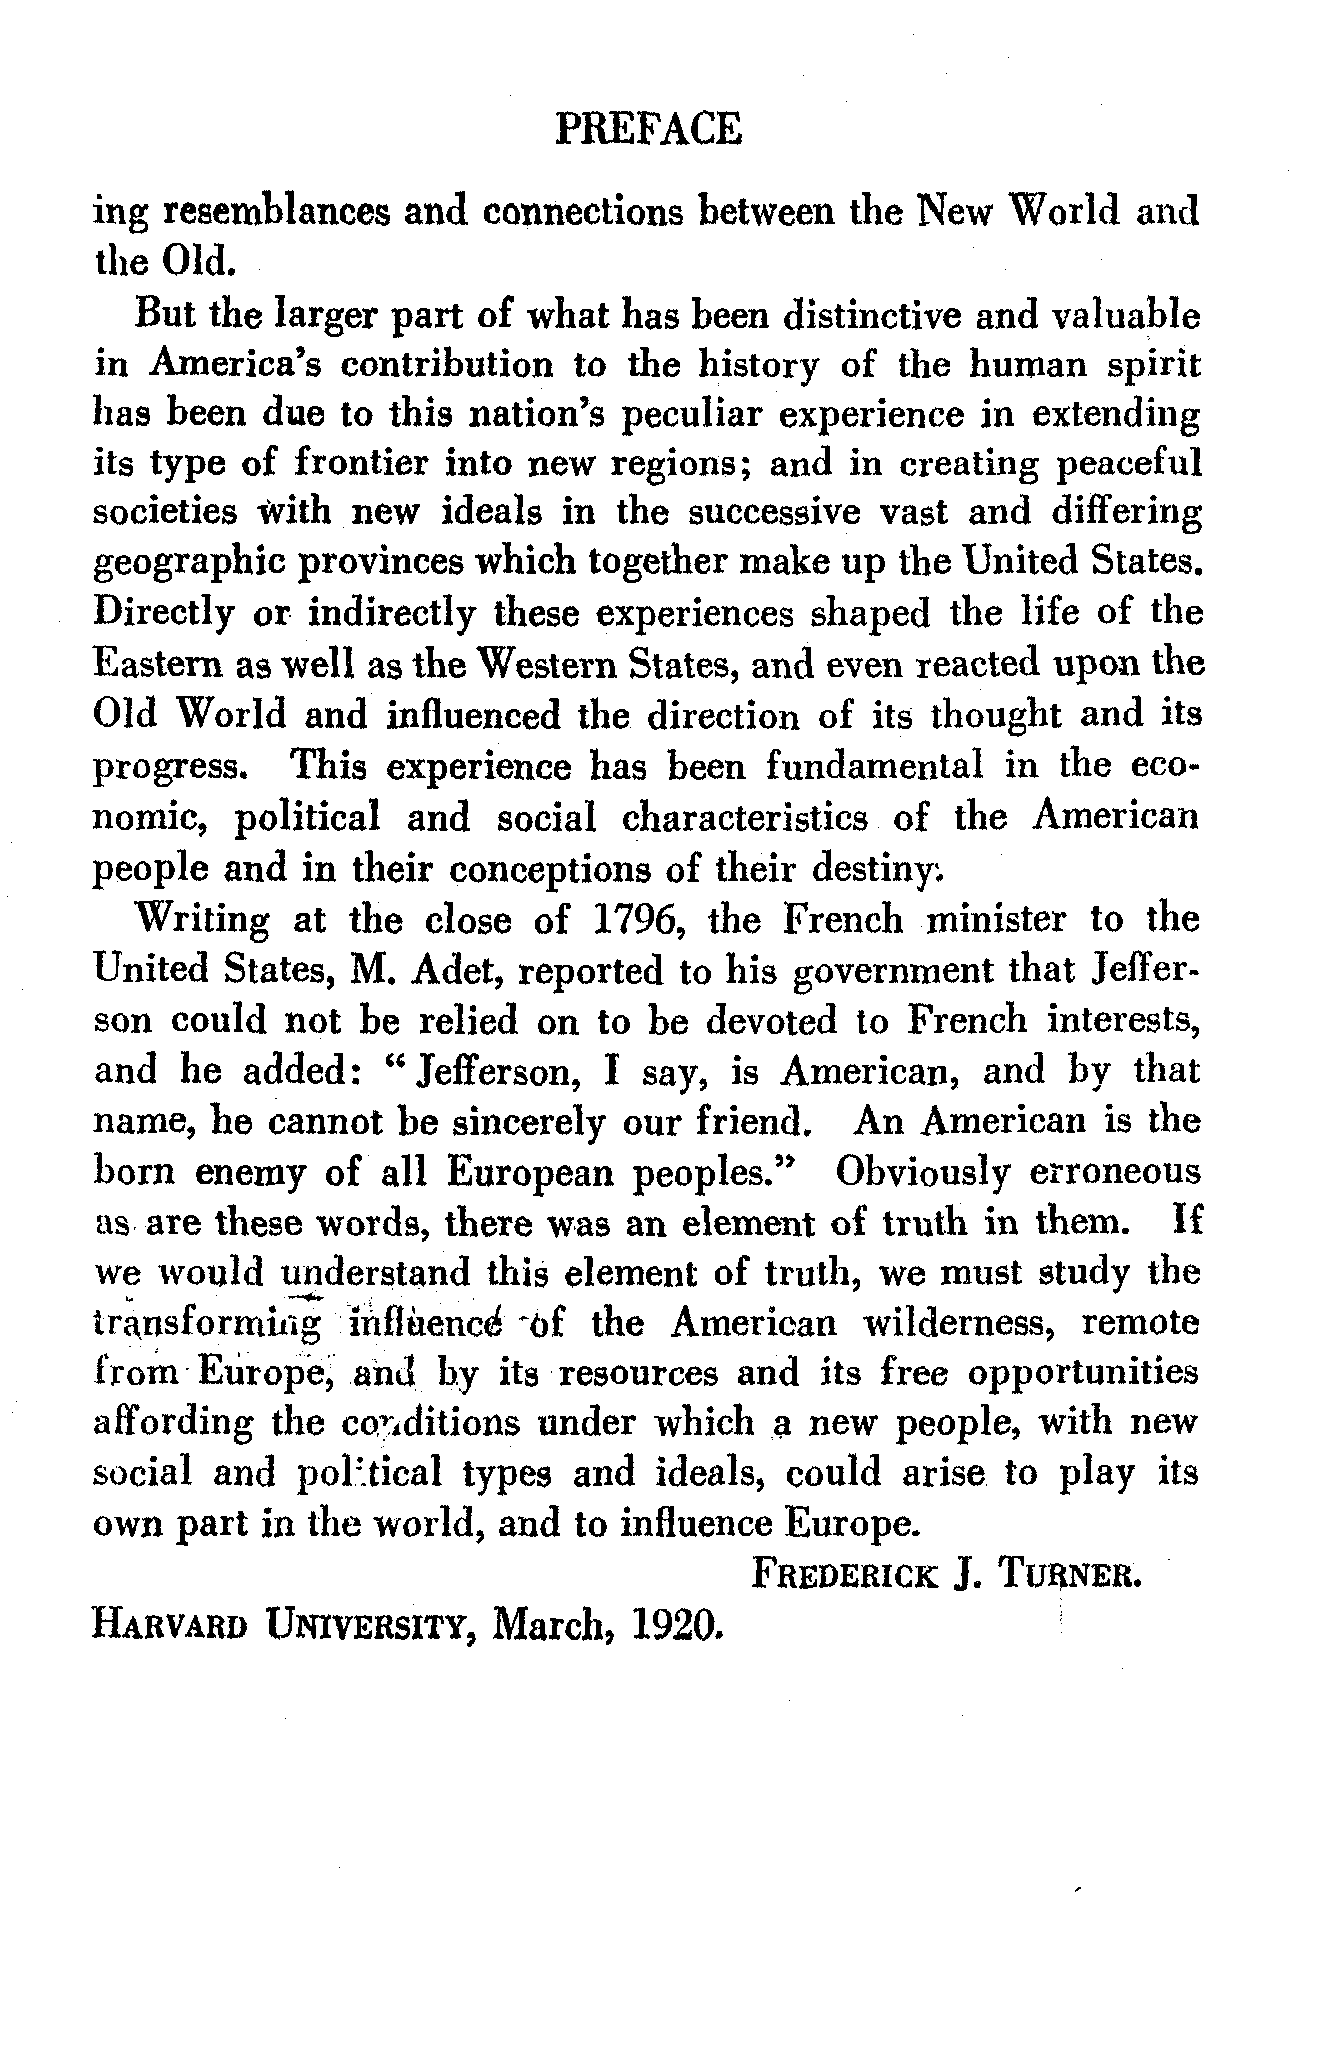 PREFACE
ing resemblances and connections between the New World and
the Old.
But the larger part of what has been distinctive and valuable
in America's contribution to the history of the human spirit
has been due to this nation's peculiar experience in extending
its type of frontier into new regions; and in creating peaceful
societies with new ideals in the successive vast and differing
geographic provinces which together make up the United States.
Directly or indirectly these experiences shaped the life of the
Eastern as well as the Western States, and even reacted upon the
Old World and influenced the direction of its thought and its
progress. This experience has been fundamental in the eco-
nomic, political and social characteristics of the American
people and in their conceptions of their destiny.
Writing at the close of 1796, the French minister to the
United States, M. Adet, reported to his government that Jeffer-
son could not be relied on to be devoted to French interests,
and he added: "Jefferson, I say, is American, and by that
name, he cannot be sincerely our friend. An American is the
born enemy of all European peoples." Obviously erroneous
as are these words, there was an element of truth in them. If
we would understand this element of truth, we must study the
transforming influence of the American wilderness, remote
from Europe, and by its resources and its free opportunities
affording the conditions under which a new people, with new
social and political types and ideals, could arise to play its
own part in the world, and to influence Europe.
FREDERICK J. TURNER.
HARVARD UNIVERSITY, March, 1920.